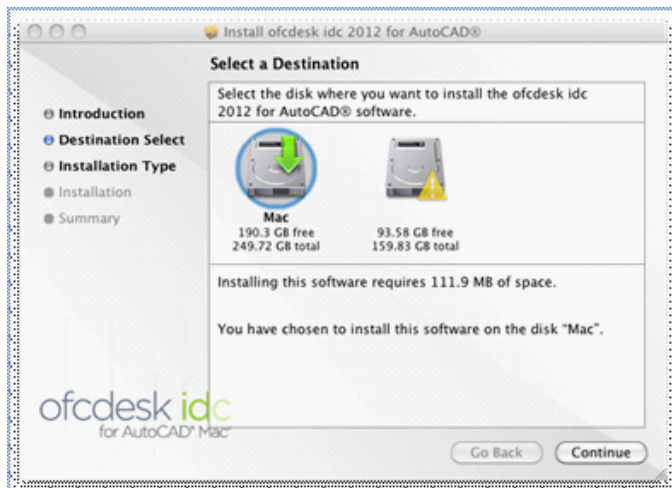 Install ofcdesk idc 2012 for AutoCAD®
Select a Destination
Introduction
Destination Select
Installation Type
Installation
Summary
Select the disk where you want to install the ofcdesk idc
2012 for AutoCAD® software.
Mac
190.3 GB free
249.72 GB total
93.58 GB free
159.83 GB total
Installing this software requires 111.9 MB of space.
You have chosen to install this software on the disk “Mac”.
ofcdesk idc
for AutoCAD® Mac®
Go Back
Continue